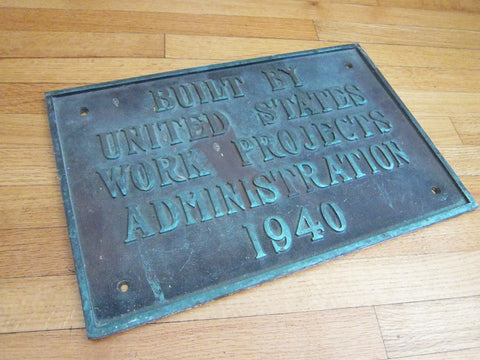 BUILT BY
UNITED STATES
WORK PROJECTS
ADMINISTRATION
1940